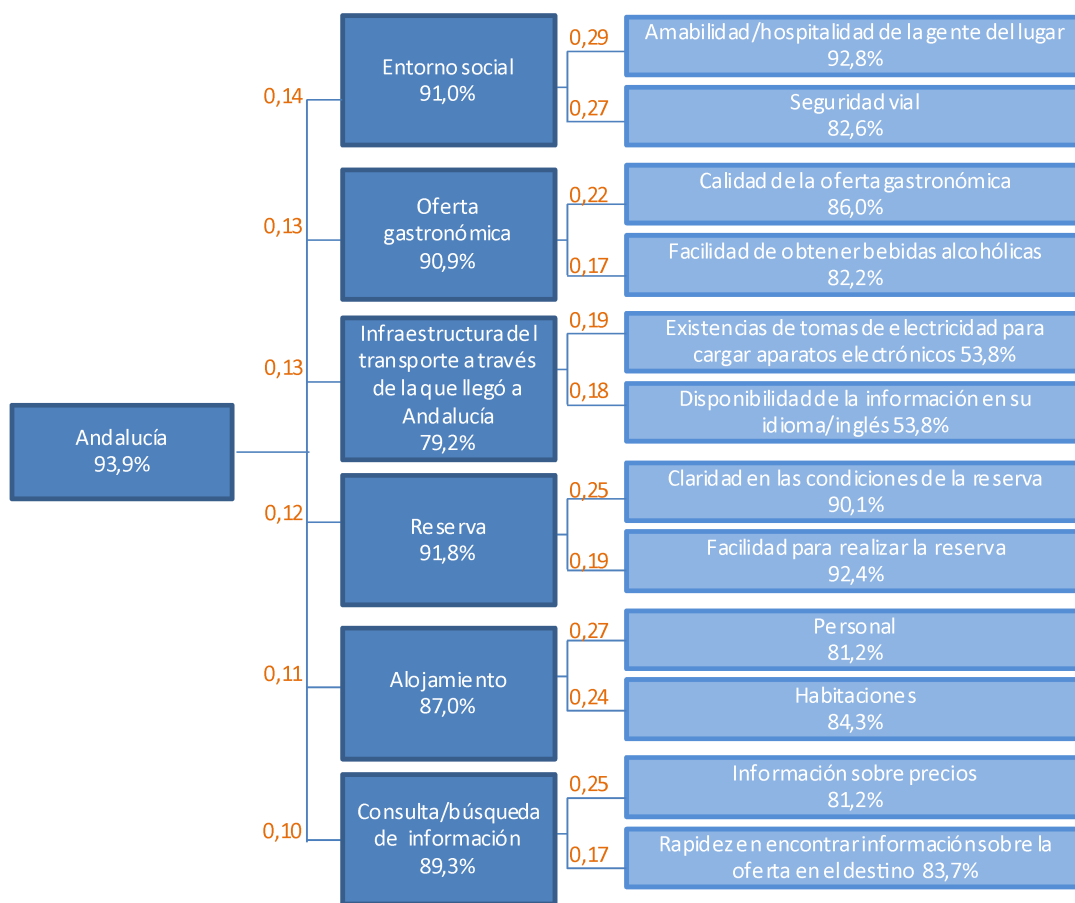 Andalucía
93,9%
0,14
Entorno social
91,0%
0,29
Amabilidad/hospitalidad de la gente del lugar
92,8%
0,27
Seguridad vial
82,6%
0,13
Oferta
gastronómica
90,9%
0,22
Calidad de la oferta gastronómica
86,0%
0,17
Facilidad de obtener bebidas alcohólicas
82,2%
0,13
Infraestructura del
transporte a través
de la que llegó a
Andalucía
79,2%
0,19
Existencias de tomas de electricidad para
cargar aparatos electrónicos 53,8%
0,18
Disponibilidad de la información en su
idioma/inglés 53,8%
0,12
Reserva
91,8%
0,25
Claridad en las condiciones de la reserva
90,1%
0,19
Facilidad para realizar la reserva
92,4%
0,11
Alojamiento
87,0%
0,27
Personal
81,2%
0,24
Habitaciones
84,3%
0,10
Consulta/búsqueda
de información
89,3%
0,25
Información sobre precios
81,2%
0,17
Rapidez en encontrar información sobre la
oferta en el destino 83,7%